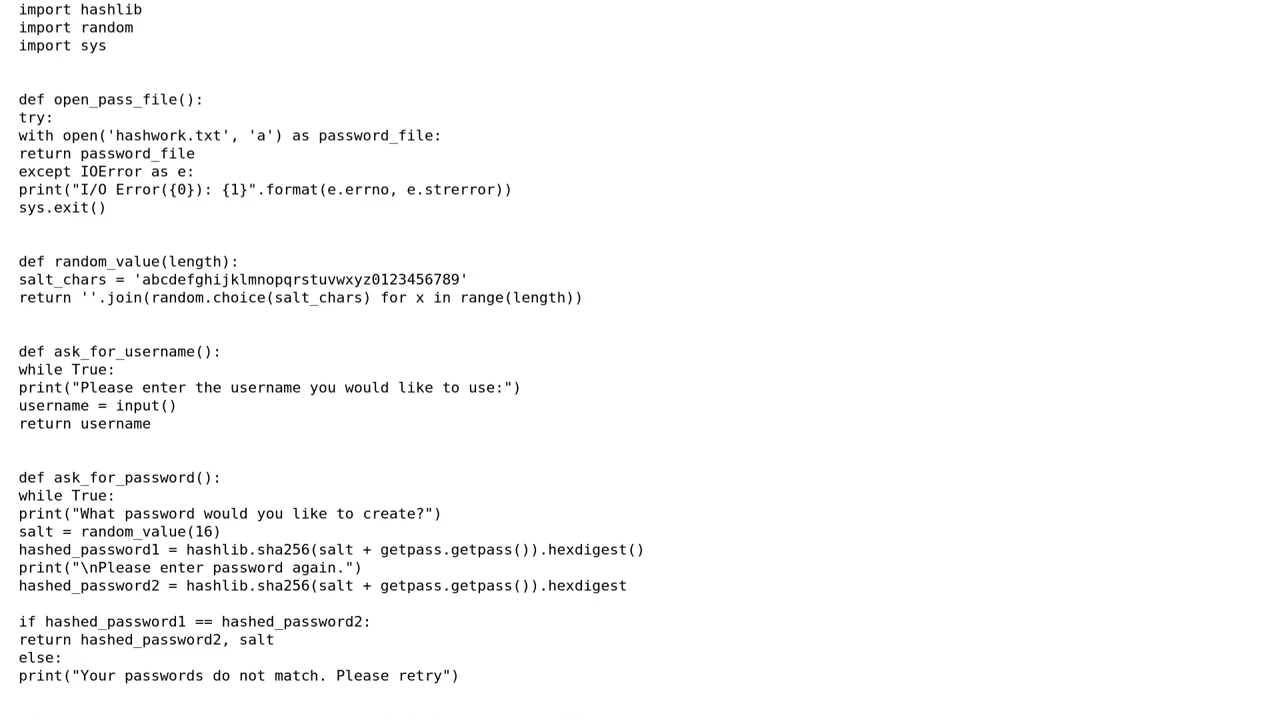 import hashlib
import random
import sys
def open_pass_file():
try:
with open('hashwork.txt', 'a') as password_file:
return password_file
except IOError as e:
print("I/O Error({0}): {1}".format(e.errno, e.strerror))
sys.exit()
def random_value(length):
salt_chars = 'abcdefghijklmnopqrstuvwxyz0123456789'
return ''.join(random.choice(salt_chars) for x in range(length))
def ask_for_username():
while True:
print("Please enter the username you would like to use:")
username = input()
return username
def ask_for_password():
while True:
print("What password would you like to create?")
salt = random_value(16)
hashed_password1 = hashlib.sha256(salt + getpass.getpass()).hexdigest()
print("\nPlease enter password again.")
hashed_password2 = hashlib.sha256(salt + getpass.getpass()).hexdigest
if hashed_password1 == hashed_password2:
return hashed_password2, salt
else:
print("Your passwords do not match. Please retry")